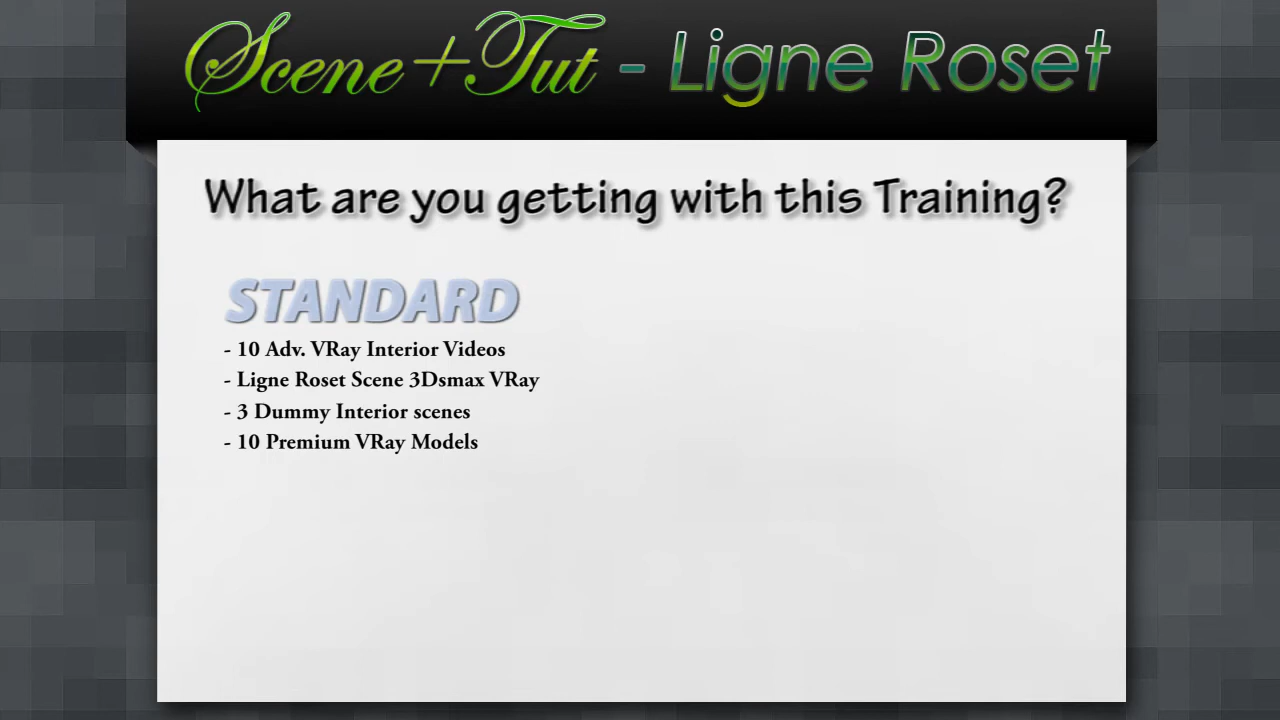 Scene+Tut - Ligne Roset
What are you getting with this Training?
STANDARD
- 10 Adv. VRay Interior Videos
- Ligne Roset Scene 3Dsmax VRay
- 3 Dummy Interior scenes
- 10 Premium VRay Models